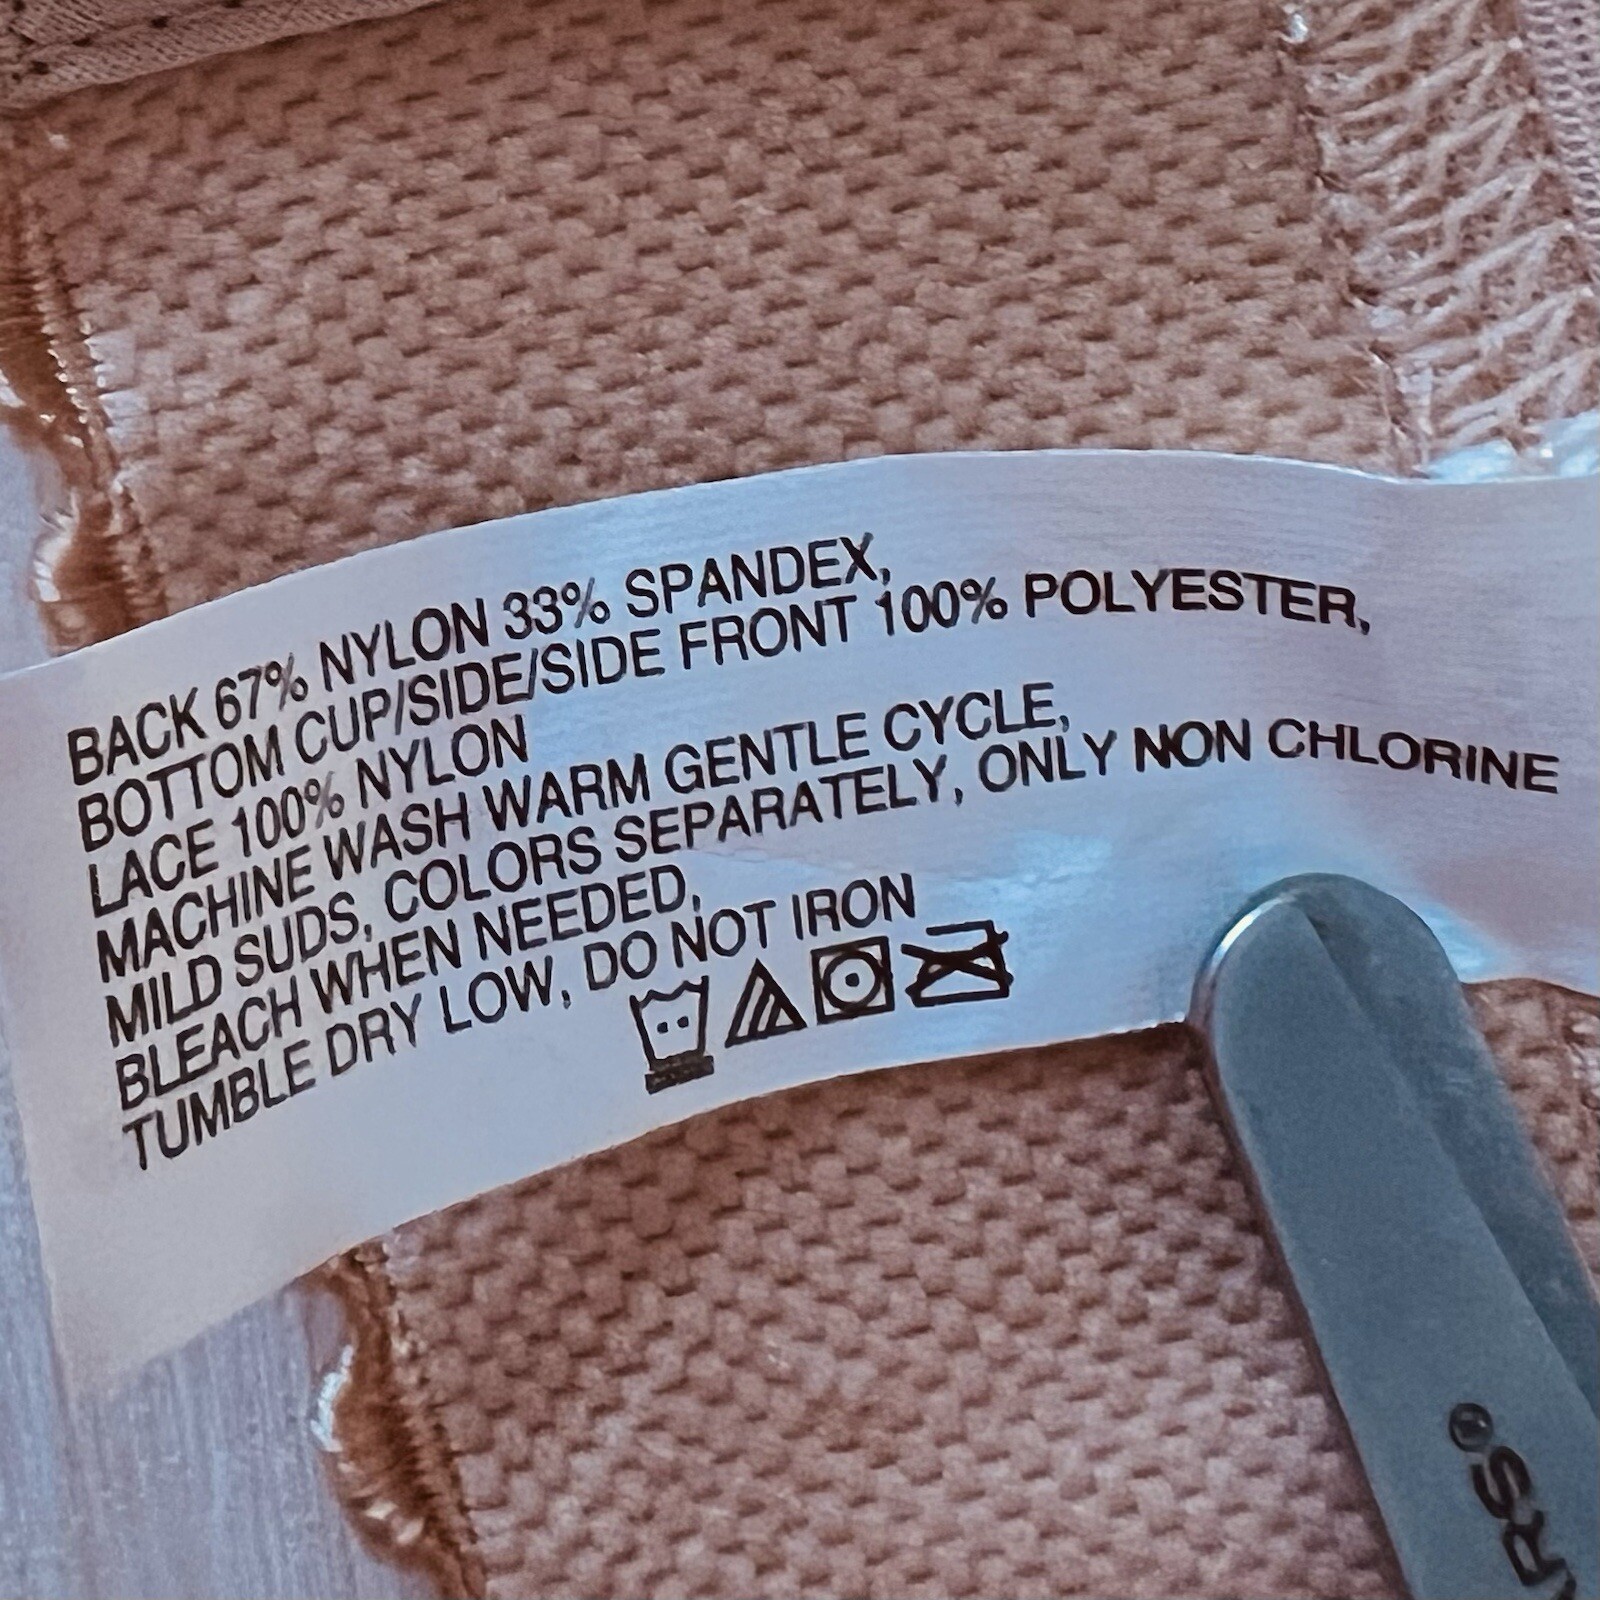 BACK 67% NYLON 33% SPANDEX,
BOTTOM CUP/SIDE/SIDE FRONT 100% POLYESTER,
LACE 100% NYLON
MACHINE WASH WARM GENTLE CYCLE,
MILD SUDS, COLORS SEPARATELY, ONLY NON CHLORINE
BLEACH WHEN NEEDED,
TUMBLE DRY LOW, DO NOT IRON